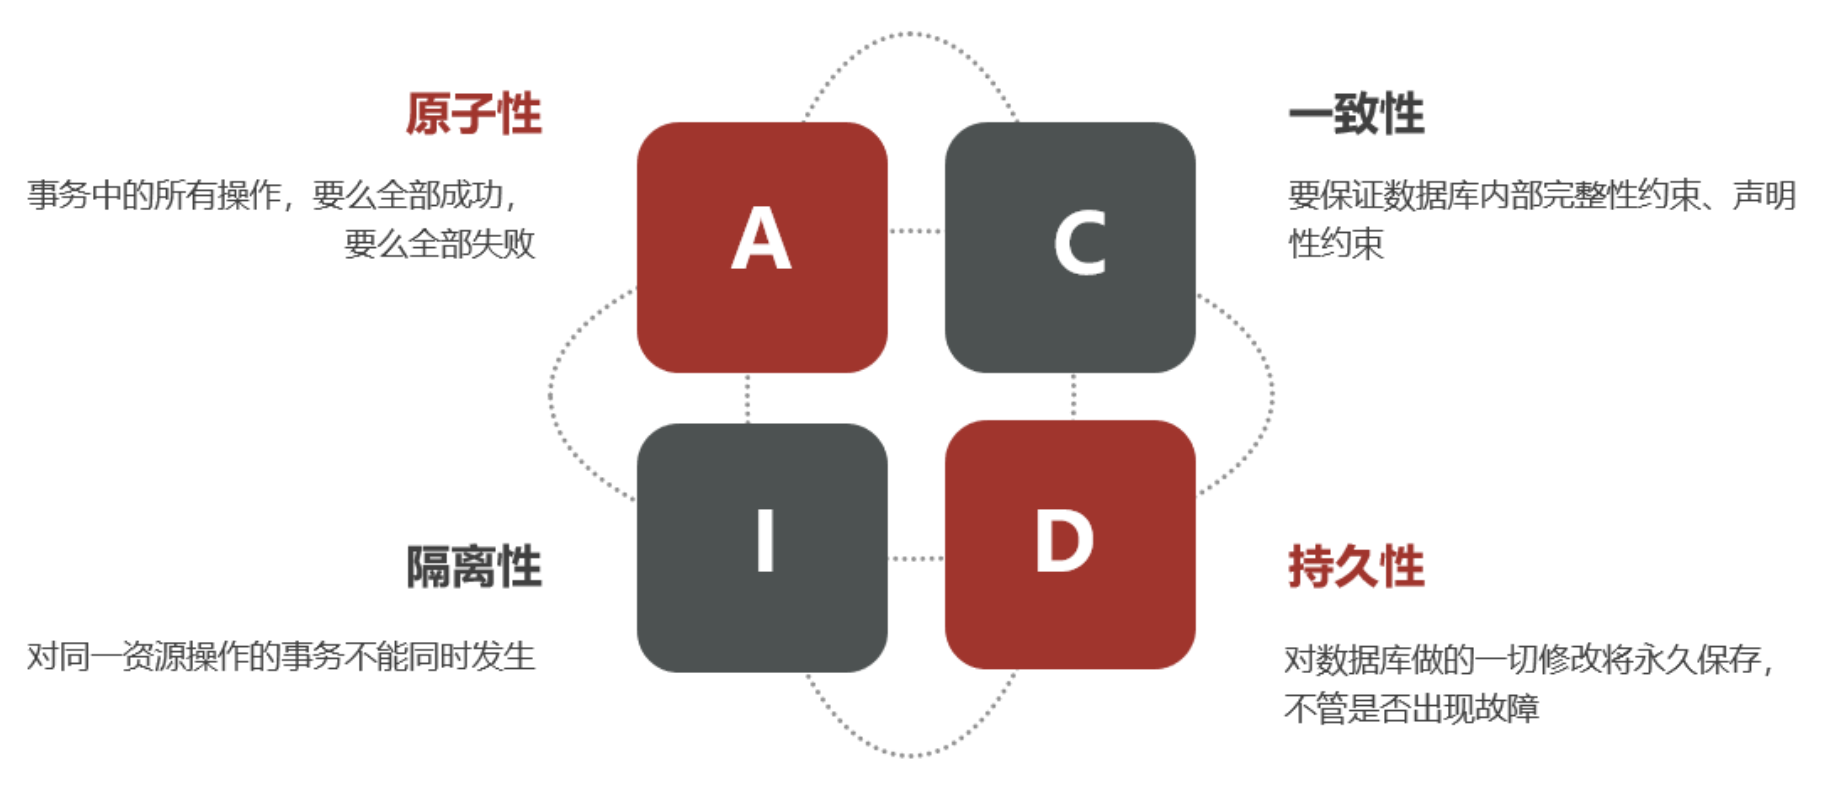 原子性
事务中的所有操作，要么全部成功，
要么全部失败
A
C
一致性
要保证数据库内部完整性约束、声明
性约束
隔离性
对同一资源操作的事务不能同时发生
I
D
持久性
对数据库做的一切修改将永久保存，
不管是否出现故障